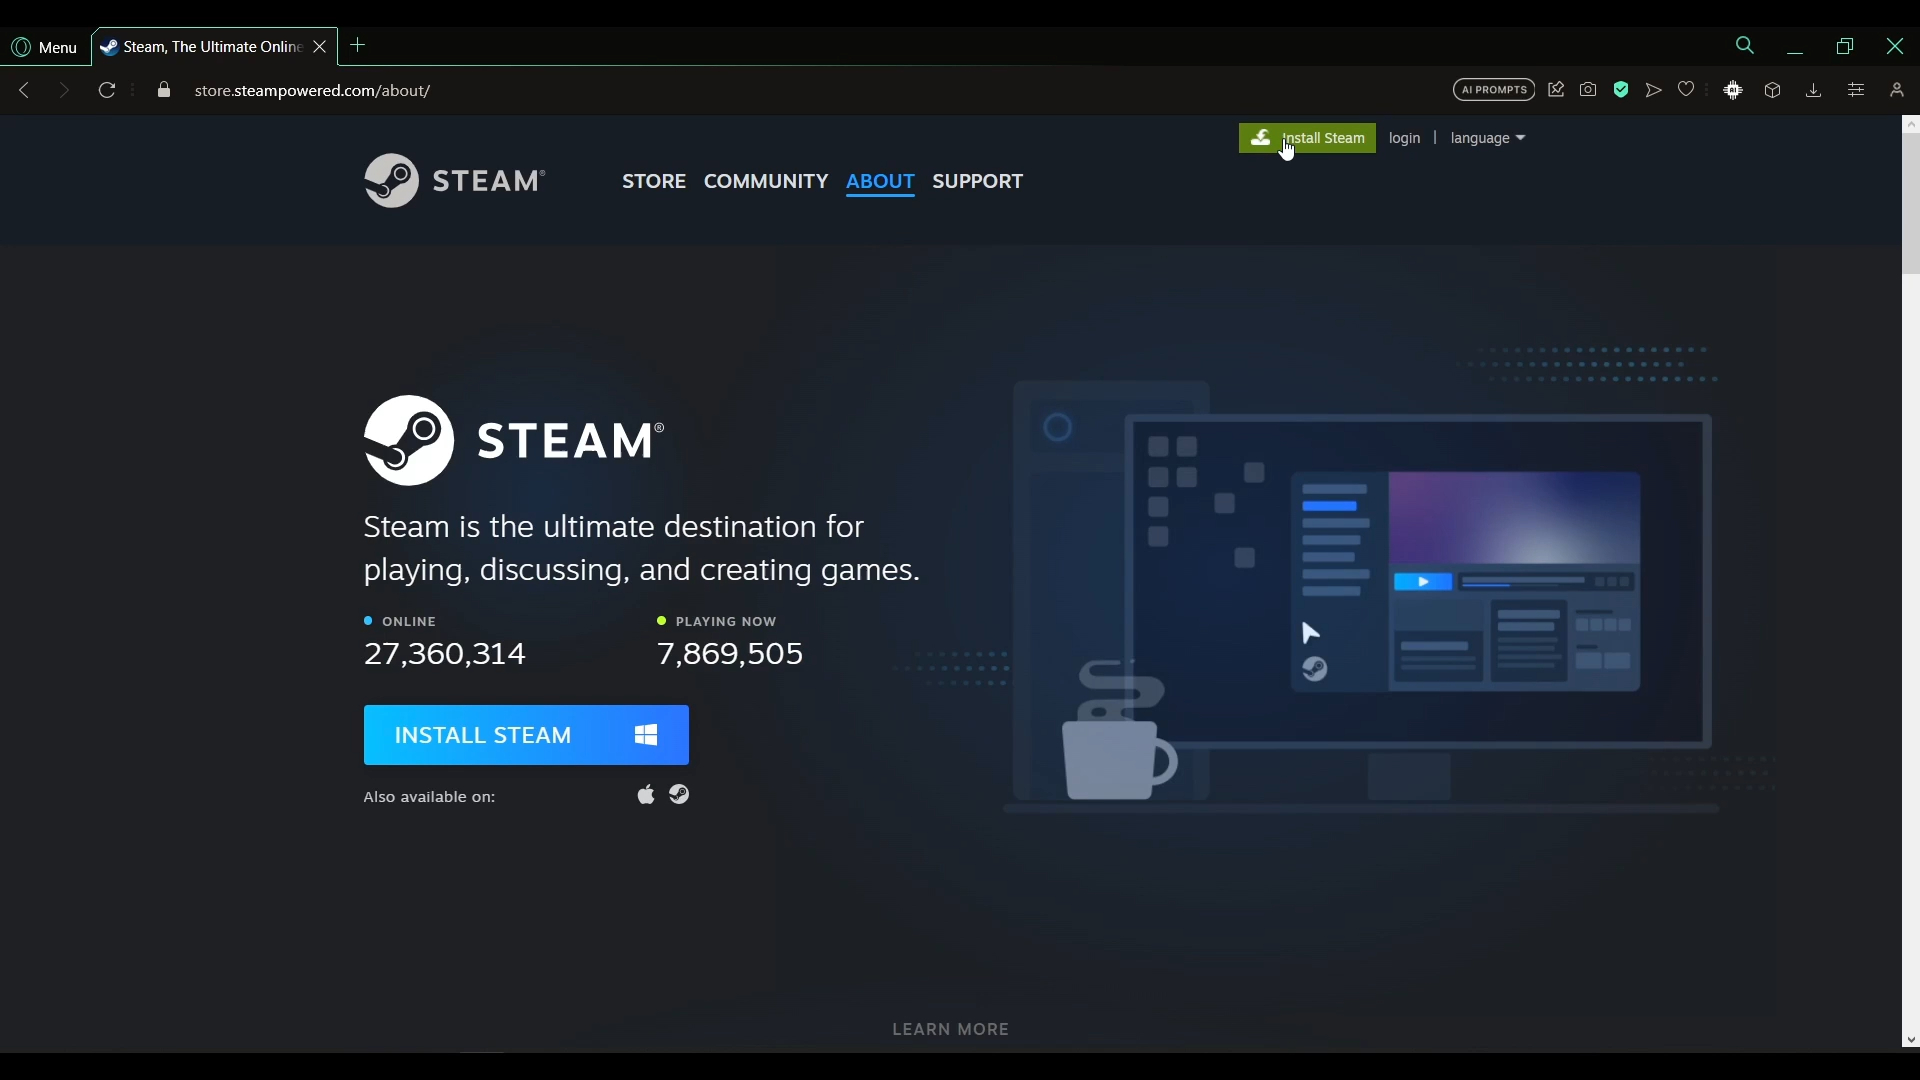 Menu
Steam, The Ultimate Online
store.steampowered.com/about/
AI PROMPTS
AI
Install Steam
login | language
STEAM®
STORE COMMUNITY ABOUT SUPPORT
STEAM®
Steam is the ultimate destination for
playing, discussing, and creating games.
ONLINE
27,360,314
PLAYING NOW
7,869,505
INSTALL STEAM
Also available on:
LEARN MORE